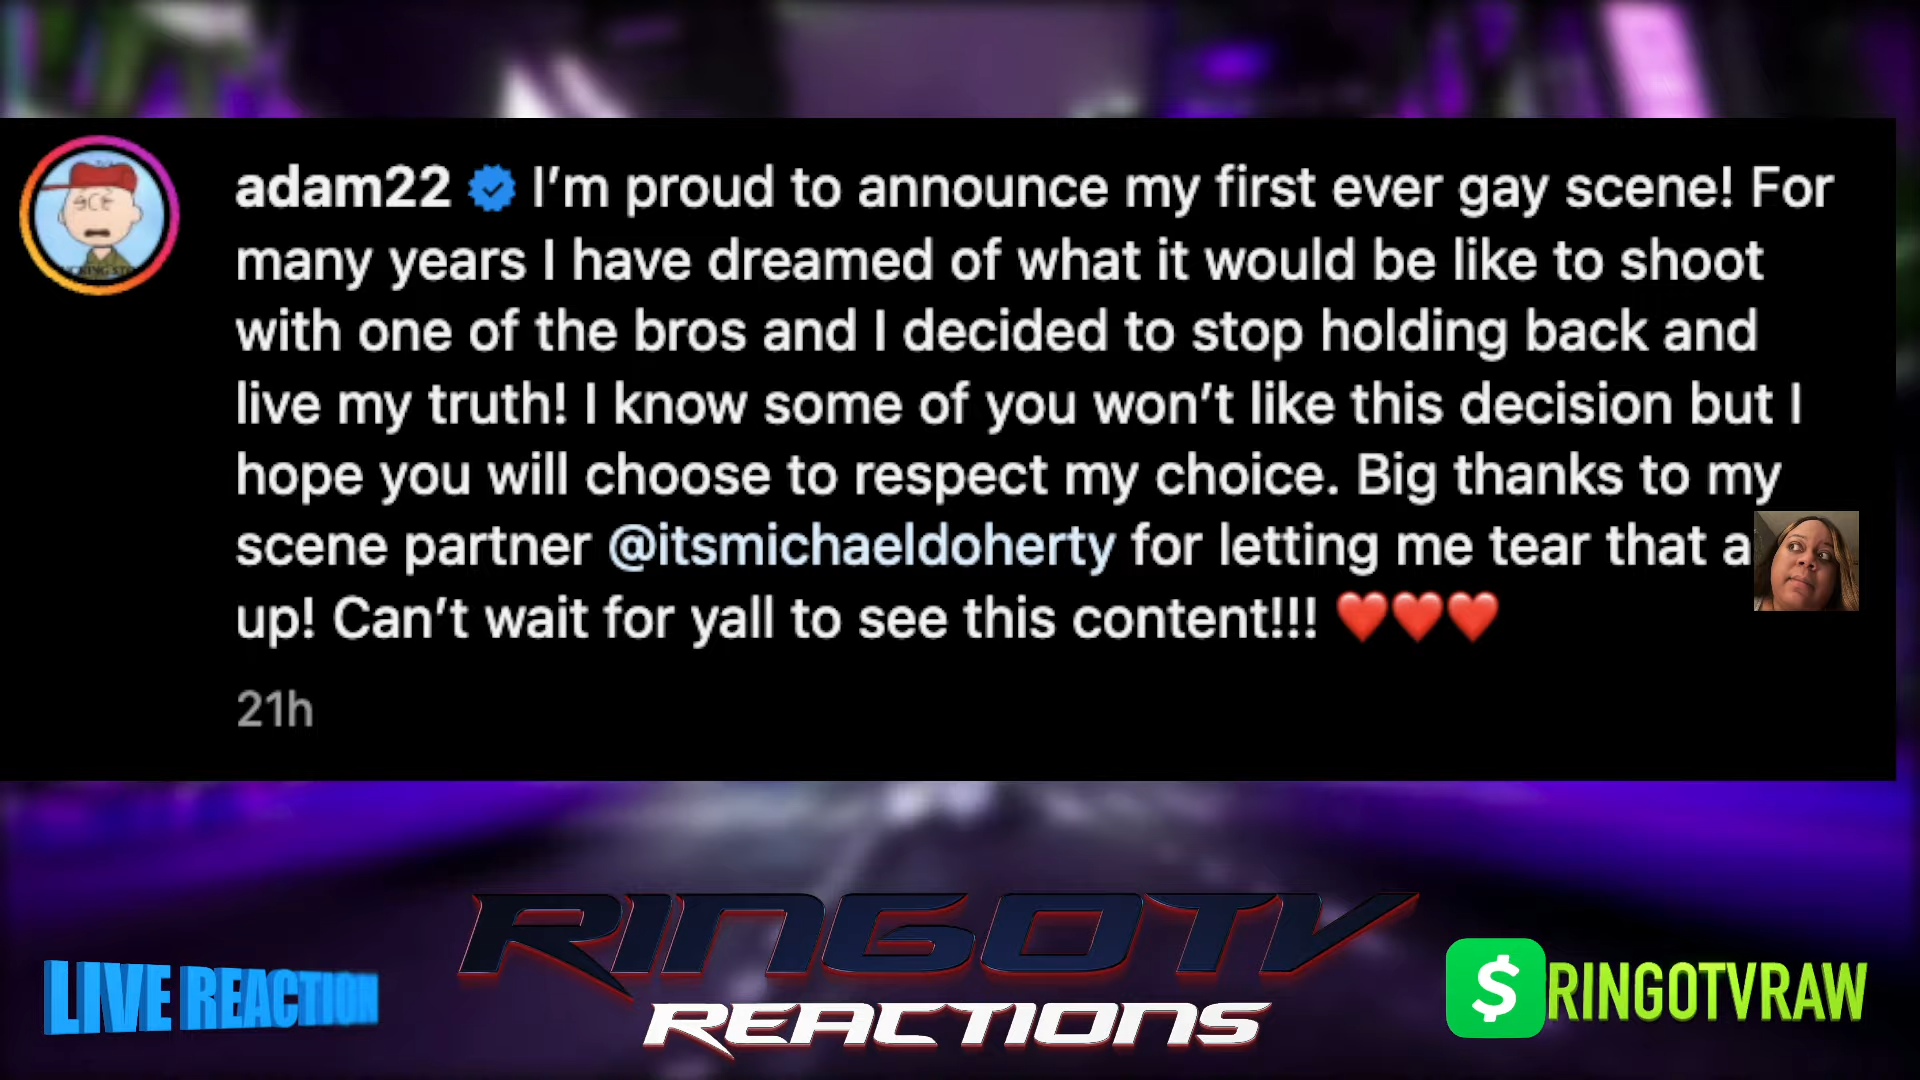 adam22 I'm proud to announce my first ever gay scene! For
many years I have dreamed of what it would be like to shoot
with one of the bros and I decided to stop holding back and
live my truth! I know some of you won't like this decision but I
hope you will choose to respect my choice. Big thanks to my
scene partner @itsmichaeldoherty for letting me tear that a
up! Can't wait for yall to see this content!!! ❤️❤️❤️
21h
RINGOTV
REACTIONS
LIVE REACTION
$ RINGOTVRAW